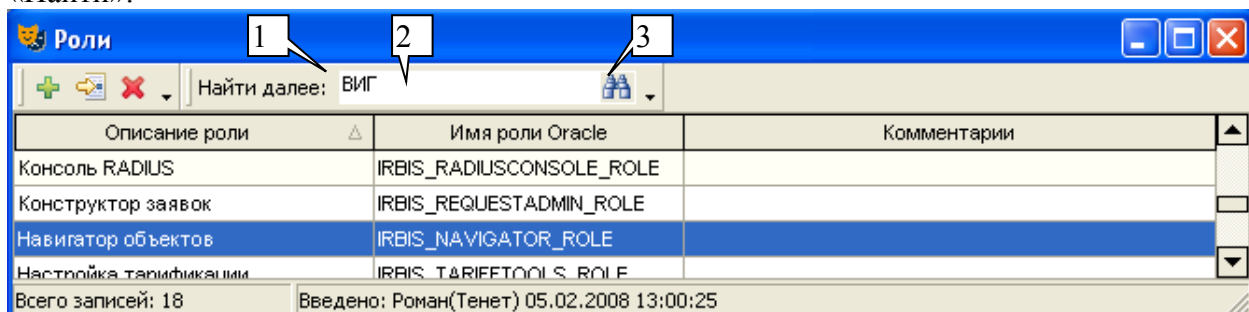 «Найти».
Роли
1
2
3
Найти далее: ВИГ
Описание роли Имя роли Oracle Комментарии
Консоль RADIUS IRBIS_RADIUSCONSOLE_ROLE
Конструктор заявок IRBIS_REQUESTADMIN_ROLE
Навигатор объектов IRBIS_NAVIGATOR_ROLE
Настройка тарификации IRBIS_TARIFFTOOLS_ROLE
Всего записей: 18 Введено: Роман(Тенет) 05.02.2008 13:00:25